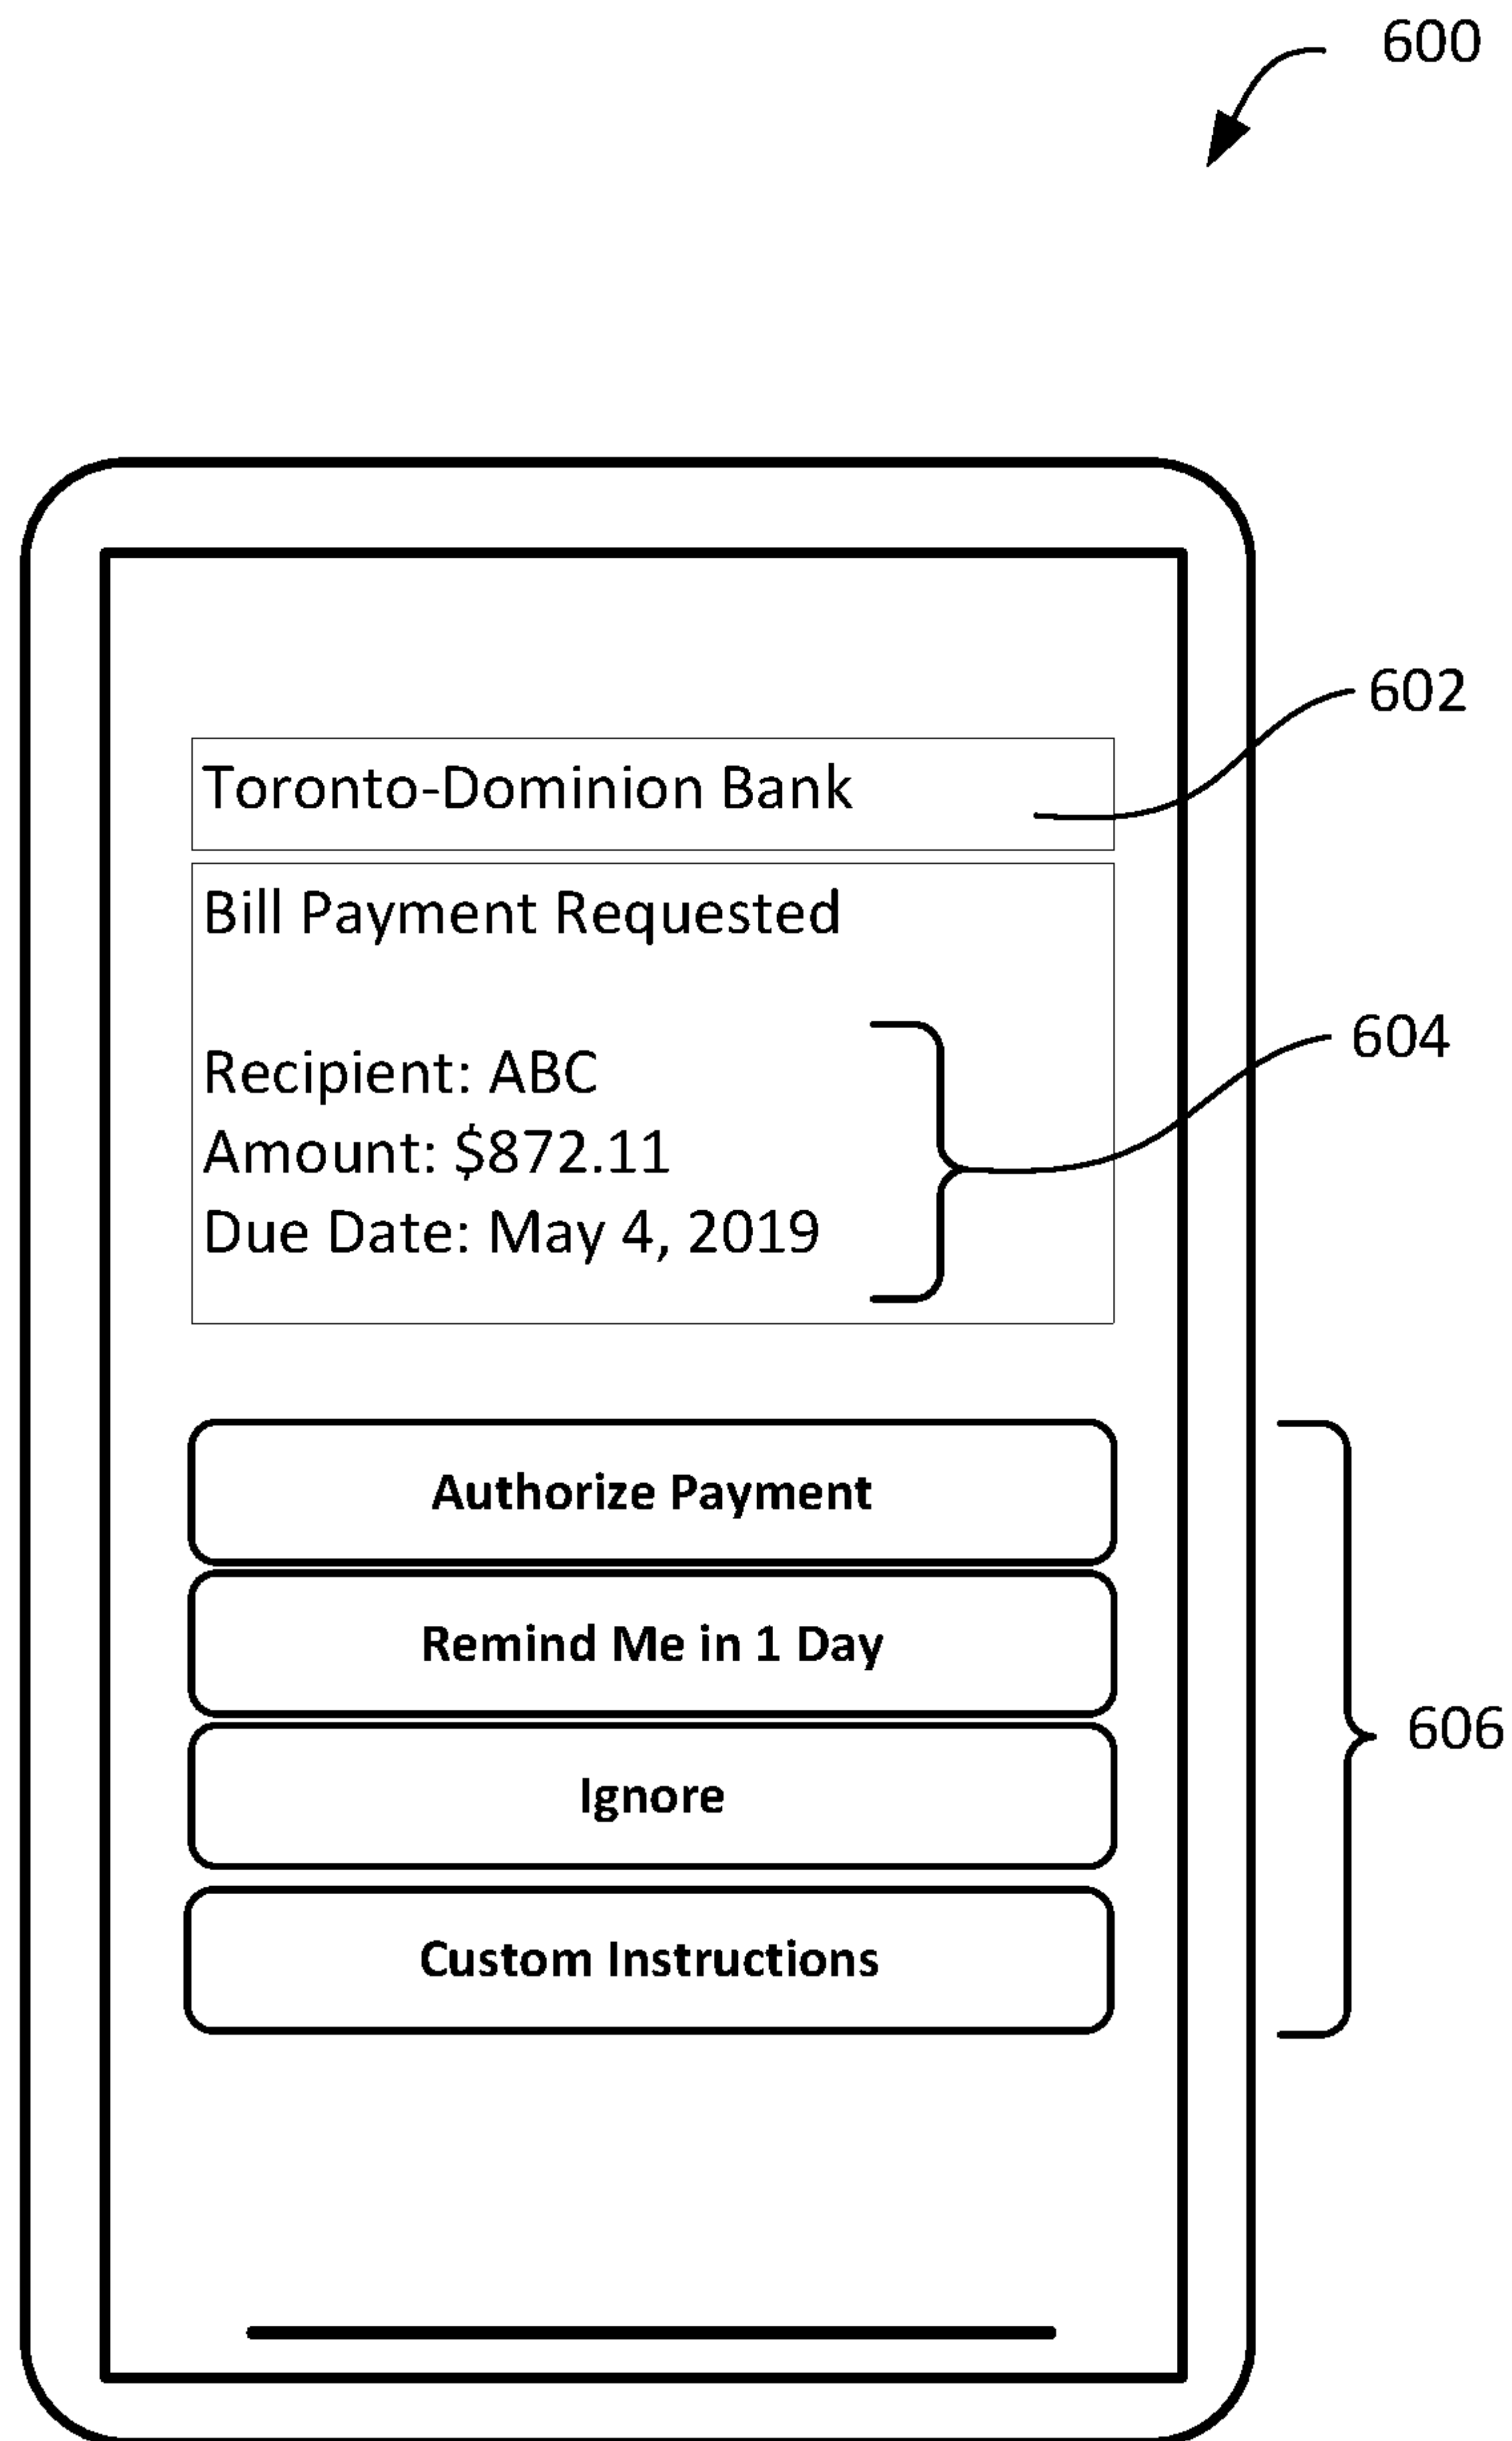 600
602
Toronto-Dominion Bank
Bill Payment Requested
604
Recipient: ABC
Amount: $872.11
Due Date: May 4, 2019
Authorize Payment
Remind Me in 1 Day
606
Ignore
Custom Instructions